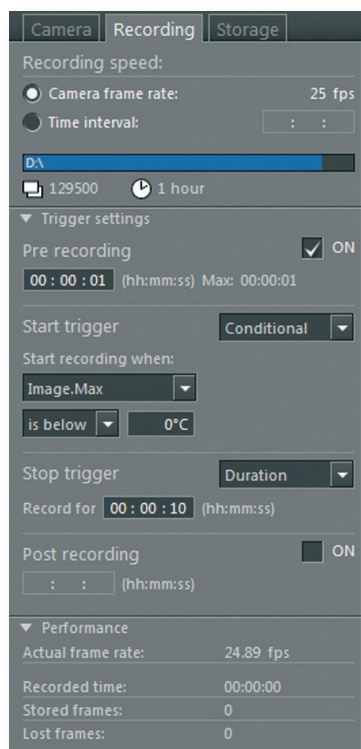 Camera Recording Storage
Recording speed:
Camera frame rate: 25 fps
Time interval: : :
D:\
129500 1 hour
Trigger settings
Pre recording ON
00 : 00 : 01 (hh:mm:ss) Max: 00:00:01
Start trigger Conditional
Start recording when:
Image.Max
is below 0°C
Stop trigger Duration
Record for 00 : 00 : 10 (hh:mm:ss)
Post recording ON
: : (hh:mm:ss)
Performance
Actual frame rate: 24.89 fps
Recorded time: 00:00:00
Stored frames: 0
Lost frames: 0